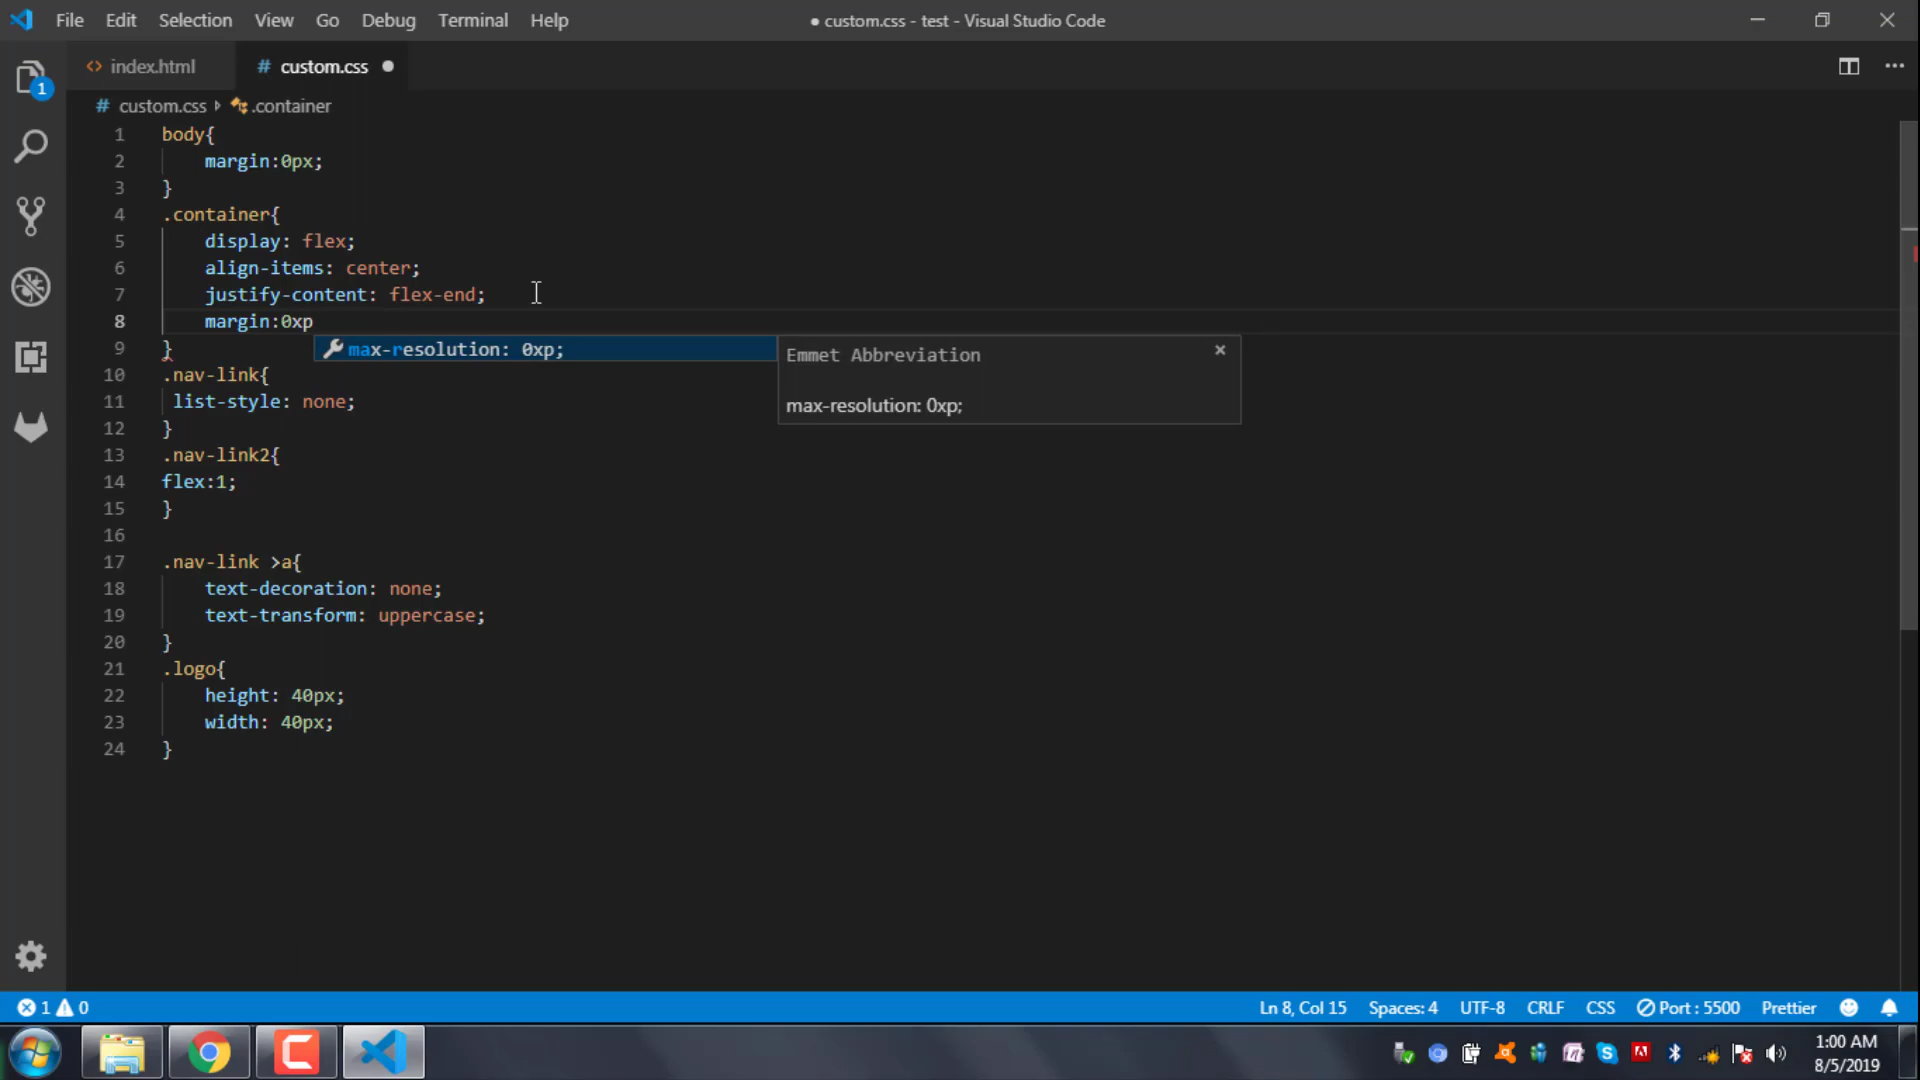 File Edit Selection View Go Debug Terminal Help
● custom.css - test - Visual Studio Code
<> index.html
# custom.css ●
1
# custom.css .container
1 body{
2 margin:0px;
3 }
4 .container{
5 display: flex;
6 align-items: center;
7 justify-content: flex-end;
8 margin:0xp
max-resolution: 0xp;
Emmet Abbreviation ×
max-resolution: 0xp;
9 }
10 .nav-link{
11 list-style: none;
12 }
13 .nav-link2{
14 flex:1;
15 }
16
17 .nav-link >a{
18 text-decoration: none;
19 text-transform: uppercase;
20 }
21 .logo{
22 height: 40px;
23 width: 40px;
24 }
1 0 Ln 8, Col 15 Spaces: 4 UTF-8 CRLF CSS Port : 5500 Prettier
1:00 AM
8/5/2019